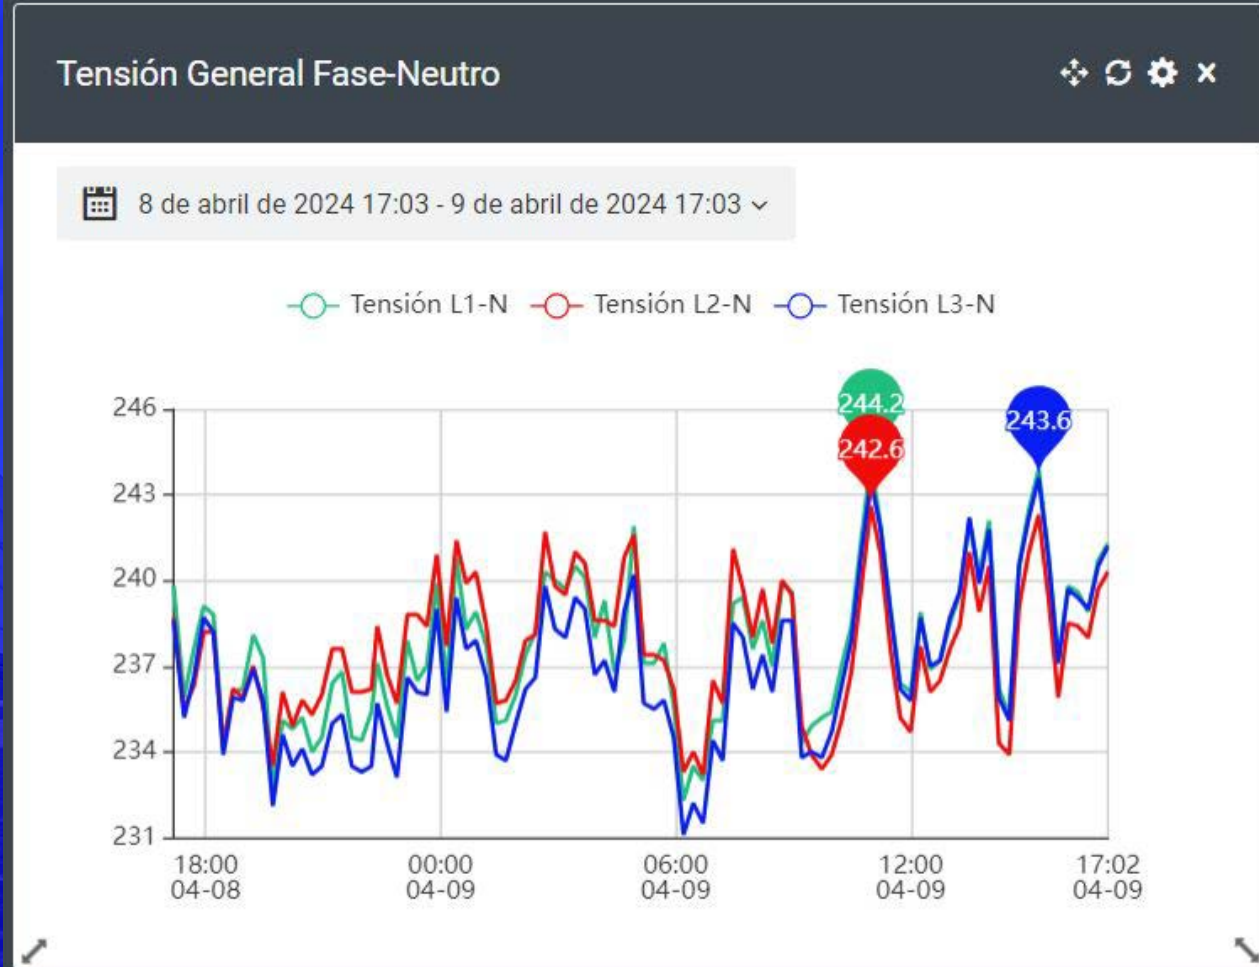 Tensión General Fase-Neutro
8 de abril de 2024 17:03 - 9 de abril de 2024 17:03
Tensión L1-N Tensión L2-N Tensión L3-N
246
244.2
243.6
242.6
243
240
237
234
231
18:00 00:00 06:00 12:00 17:02
04-08 04-09 04-09 04-09 04-09